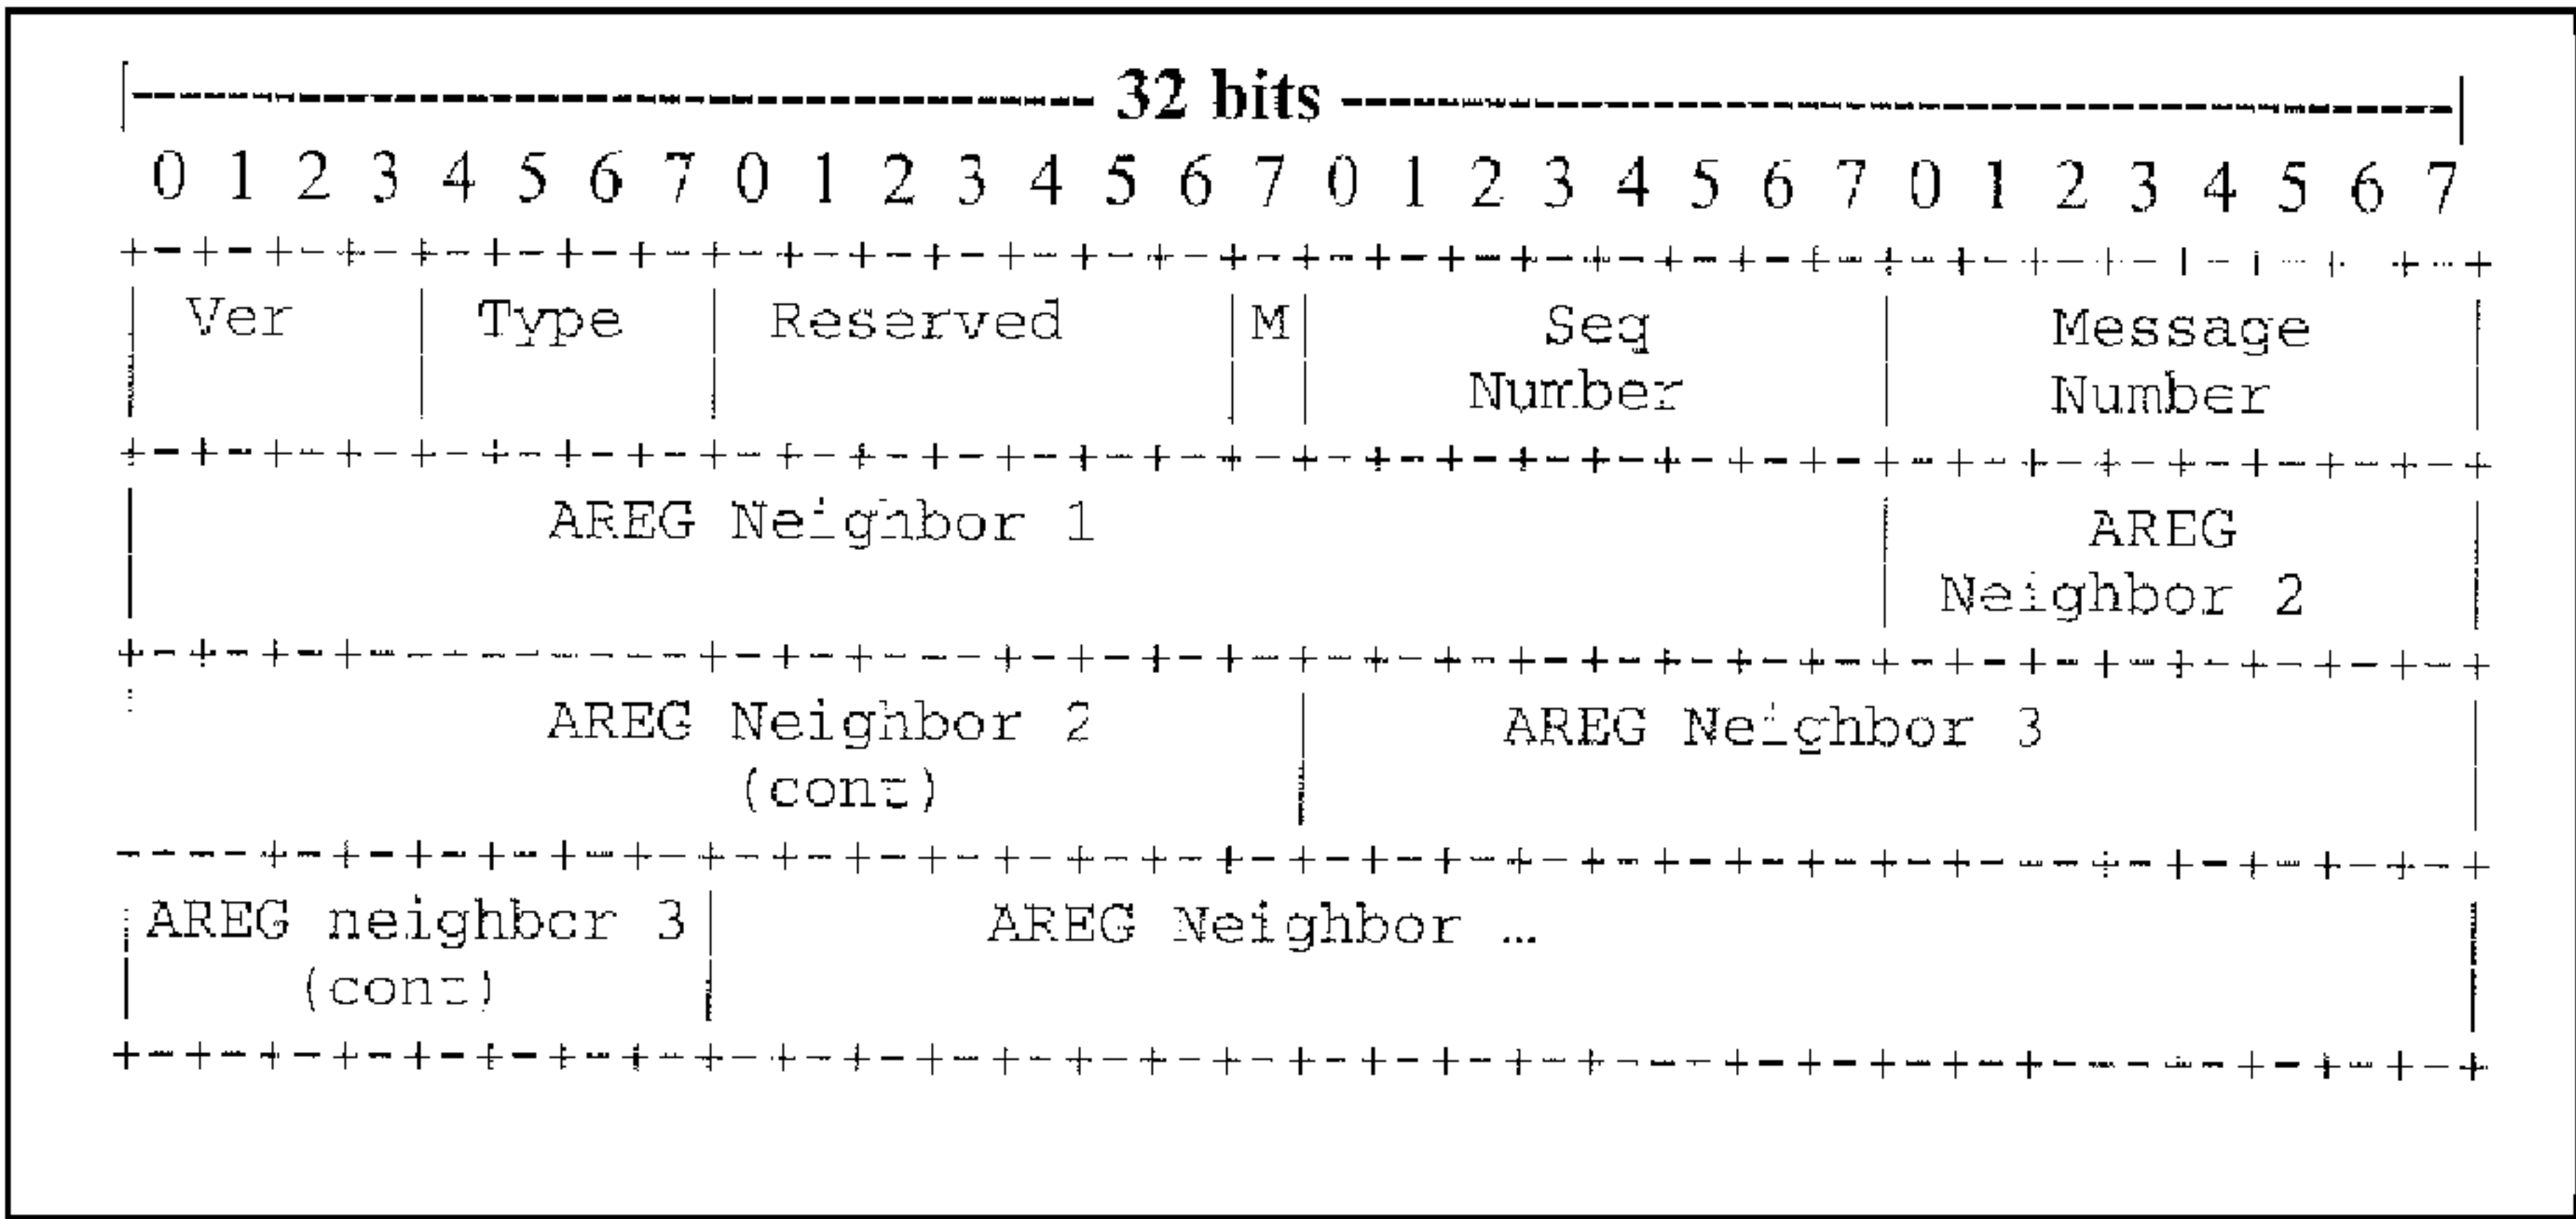 |--------------------------- 32 bits ---------------------------|
0 1 2 3 4 5 6 7 0 1 2 3 4 5 6 7 0 1 2 3 4 5 6 7 0 1 2 3 4 5 6 7
+-+-+-+-+-+-+-+-+-+-+-+-+-+-+-+-+-+-+-+-+-+-+-+-+-+-+-+-+-+-+-+-+
| Ver | Type | Reserved |M| Seq | Message |
Number | Number
+-+-+-+-+-+-+-+-+-+-+-+-+-+-+-+-+-+-+-+-+-+-+-+-+-+-+-+-+-+-+-+-+
| AREG Neighbor 1 | AREG |
Neighbor 2
+-+-+-+-+-+-+-+-+-+-+-+-+-+-+-+-+-+-+-+-+-+-+-+-+-+-+-+-+-+-+-+-+
AREG Neighbor 2 | AREG Neighbor 3 |
(cont)
+-+-+-+-+-+-+-+-+-+-+-+-+-+-+-+-+-+-+-+-+-+-+-+-+-+-+-+-+-+-+-+-+
| AREG neighbor 3 | AREG Neighbor ... |
(cont)
+-+-+-+-+-+-+-+-+-+-+-+-+-+-+-+-+-+-+-+-+-+-+-+-+-+-+-+-+-+-+-+-+